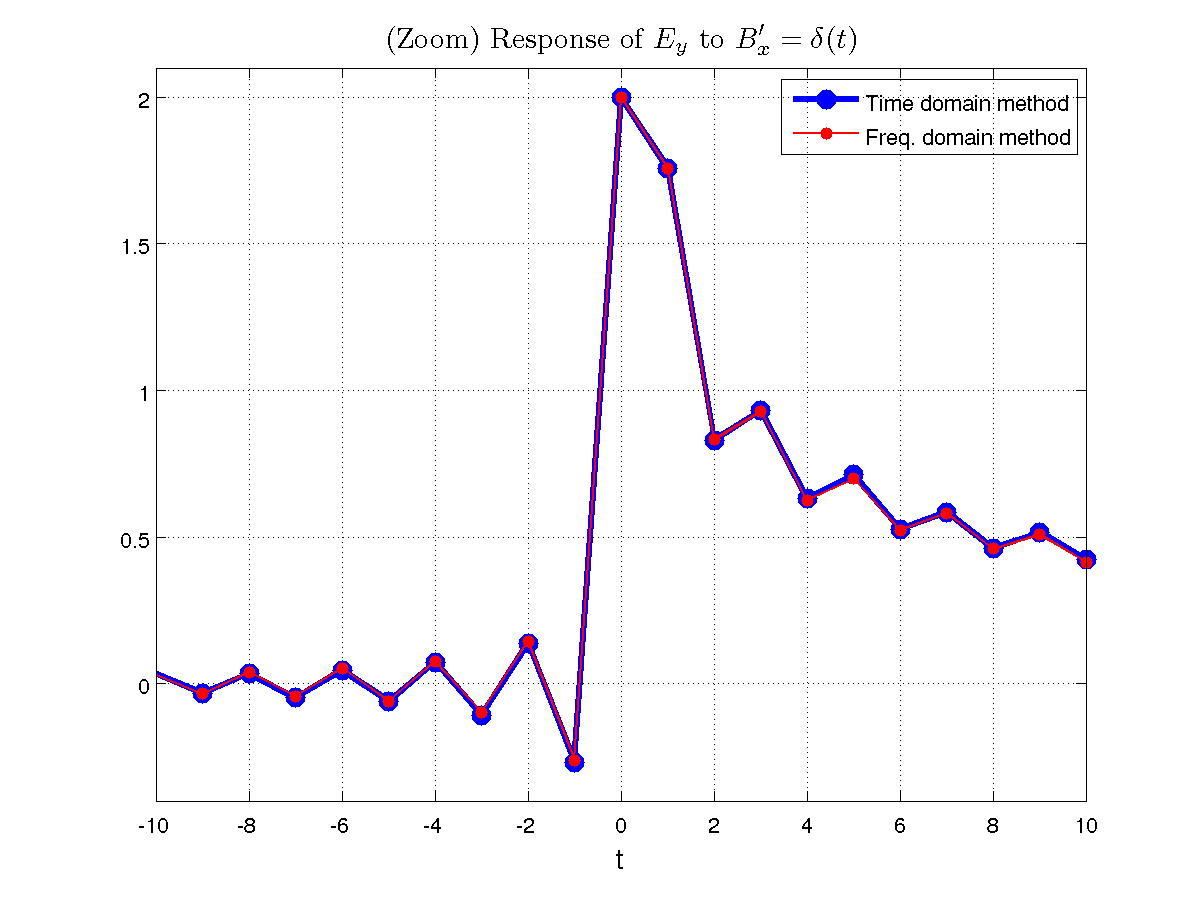 (Zoom) Response of E_y to B'_x = δ(t)
Time domain method
Freq. domain method
2
1.5
1
0.5
0
-10 -8 -6 -4 -2 0 2 4 6 8 10
t